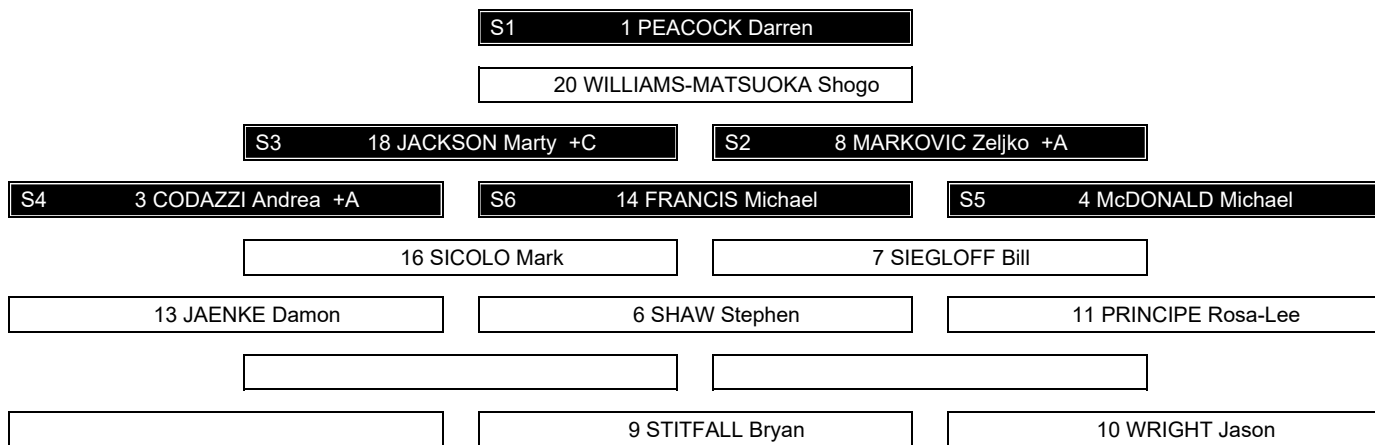 S1 1 PEACOCK Darren
20 WILLIAMS-MATSUOKA Shogo
S3 18 JACKSON Marty +C S2 8 MARKOVIC Zeljko +A
S4 3 CODAZZI Andrea +A S6 14 FRANCIS Michael S5 4 McDONALD Michael
16 SICOLO Mark 7 SIEGLOFF Bill
13 JAENKE Damon 6 SHAW Stephen 11 PRINCIPE Rosa-Lee
9 STITFALL Bryan 10 WRIGHT Jason